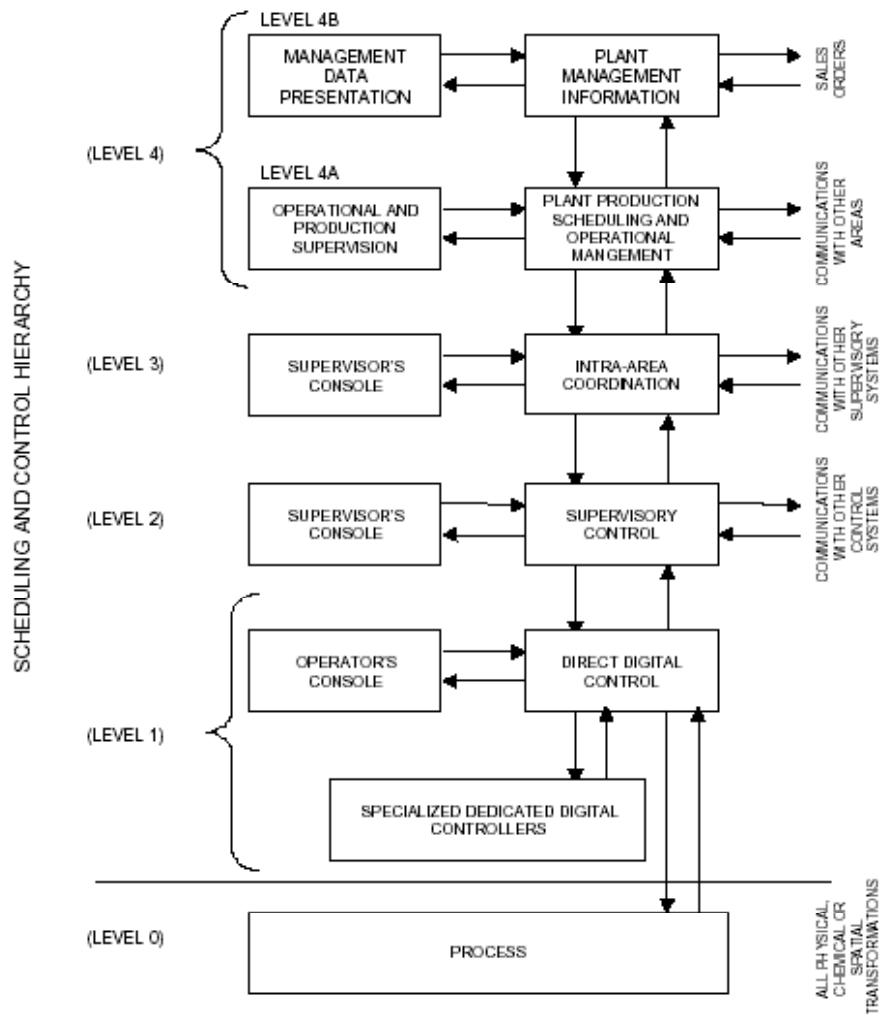 SCHEDULING AND CONTROL HIERARCHY
LEVEL 4B
MANAGEMENT
DATA
PRESENTATION
PLANT
MANAGEMENT
INFORMATION
SALES
ORDERS
(LEVEL 4)
LEVEL 4A
OPERATIONAL AND
PRODUCTION
SUPERVISION
PLANT PRODUCTION
SCHEDULING AND
OPERATIONAL
MANGEMENT
COMMUNICATIONS
WITH OTHER
AREAS
(LEVEL 3)
SUPERVISOR'S
CONSOLE
INTRA-AREA
COORDINATION
COMMUNICATIONS
WITH OTHER
SUPERVISORY
SYSTEMS
(LEVEL 2)
SUPERVISOR'S
CONSOLE
SUPERVISORY
CONTROL
COMMUNICATIONS
WITH OTHER
CONTROL
SYSTEMS
(LEVEL 1)
OPERATOR'S
CONSOLE
DIRECT DIGITAL
CONTROL
SPECIALIZED DEDICATED DIGITAL
CONTROLLERS
(LEVEL 0)
PROCESS
ALL PHYSICAL,
CHEMICAL OR
SPATIAL
TRANSFORMATIONS